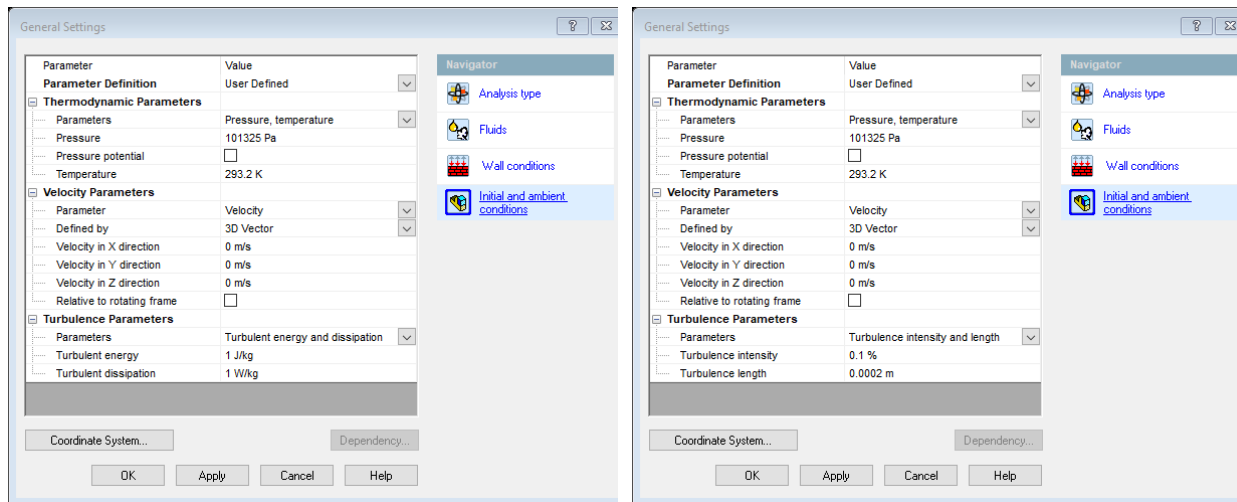 General Settings
Parameter Value
Parameter Definition User Defined
Thermodynamic Parameters
Parameters Pressure, temperature
Pressure 101325 Pa
Pressure potential
Temperature 293.2 K
Velocity Parameters
Parameter Velocity
Defined by 3D Vector
Velocity in X direction 0 m/s
Velocity in Y direction 0 m/s
Velocity in Z direction 0 m/s
Relative to rotating frame
Turbulence Parameters
Parameters Turbulent energy and dissipation
Turbulent energy 1 J/kg
Turbulent dissipation 1 W/kg
Navigator
Analysis type
Fluids
Wall conditions
Initial and ambient
conditions
Coordinate System... Dependency...
OK Apply Cancel Help
General Settings
Parameter Value
Parameter Definition User Defined
Thermodynamic Parameters
Parameters Pressure, temperature
Pressure 101325 Pa
Pressure potential
Temperature 293.2 K
Velocity Parameters
Parameter Velocity
Defined by 3D Vector
Velocity in X direction 0 m/s
Velocity in Y direction 0 m/s
Velocity in Z direction 0 m/s
Relative to rotating frame
Turbulence Parameters
Parameters Turbulence intensity and length
Turbulence intensity 0.1 %
Turbulence length 0.0002 m
Navigator
Analysis type
Fluids
Wall conditions
Initial and ambient
conditions
Coordinate System... Dependency...
OK Apply Cancel Help